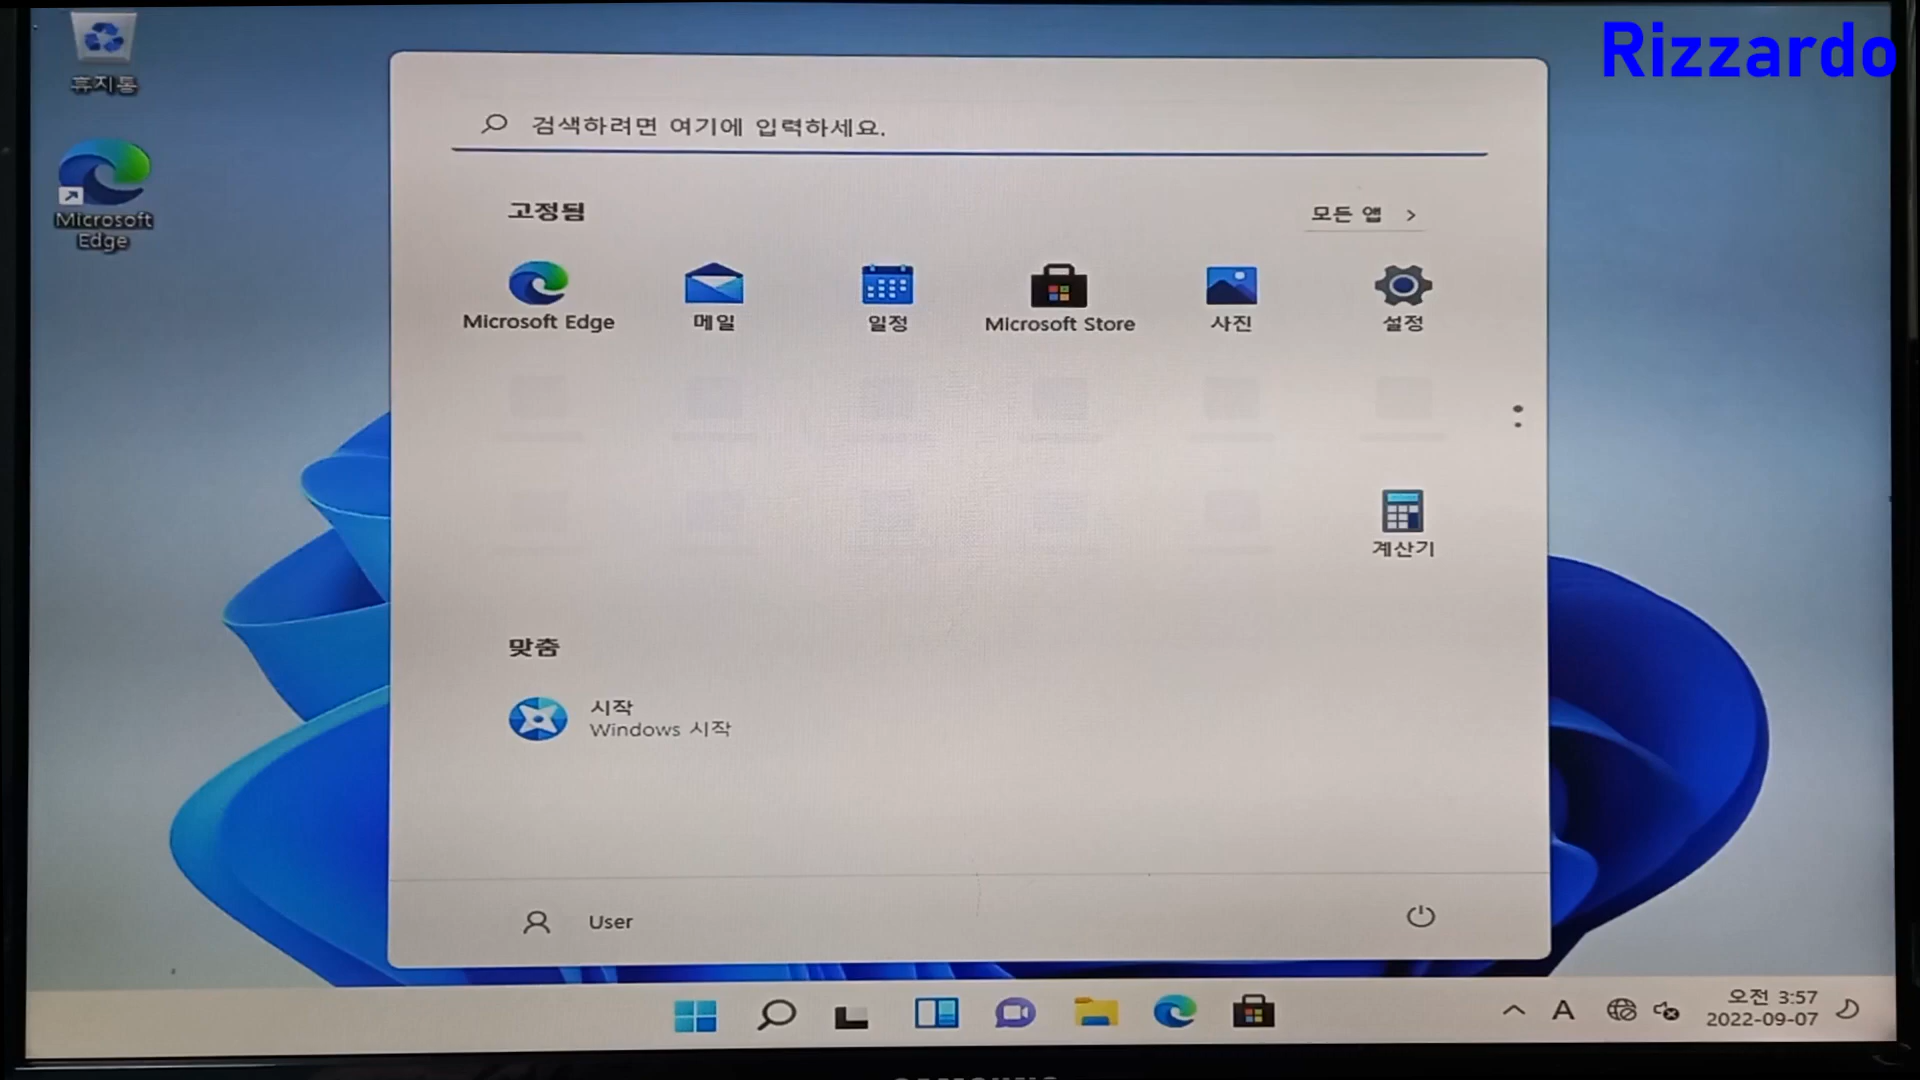 Rizzardo
휴지통
Microsoft
Edge
검색하려면 여기에 입력하세요.
고정됨
모든 앱
Microsoft Edge
메일
일정
Microsoft Store
사진
설정
계산기
맞춤
시작
Windows 시작
User
A
오전 3:57
2022-09-07